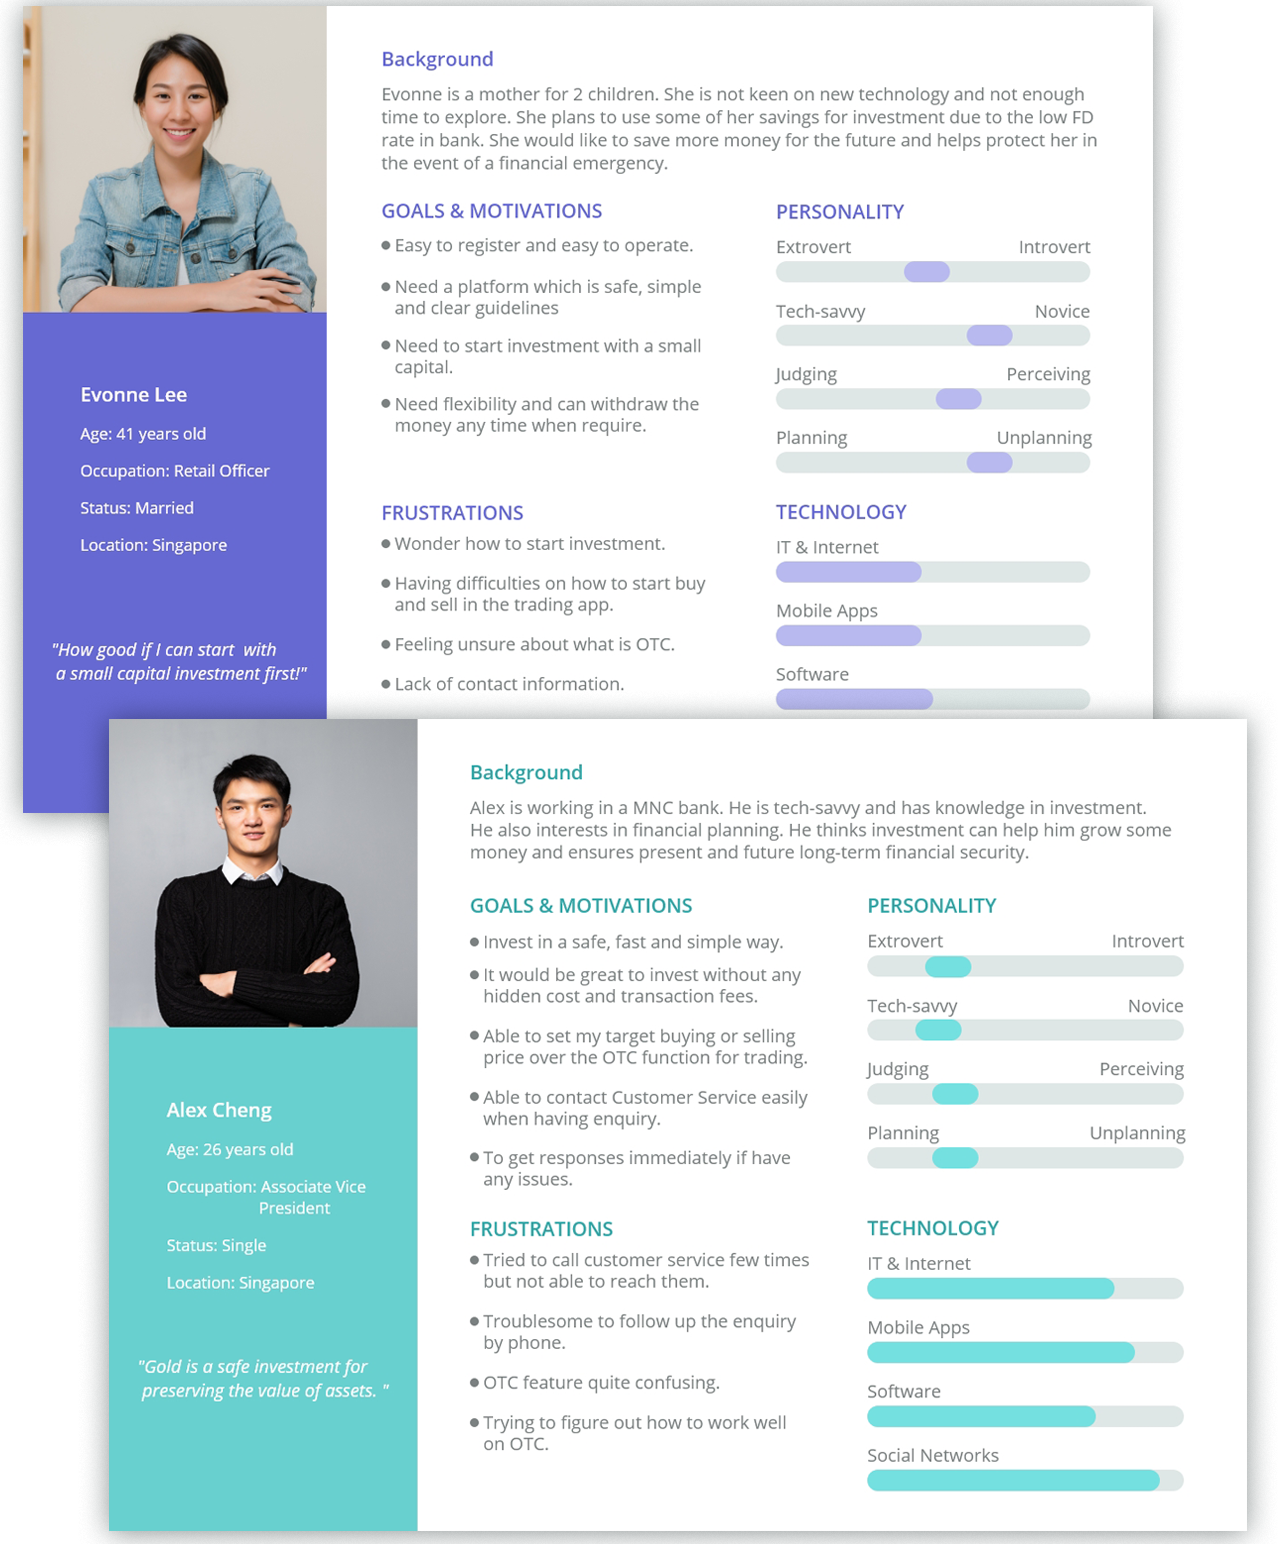 Evonne Lee
Age: 41 years old
Occupation: Retail Officer
Status: Married
Location: Singapore
"How good if I can start  with
a small capital investment first!"
Background
Evonne is a mother for 2 children. She is not keen on new technology and not enough
time to explore. She plans to use some of her savings for investment due to the low FD
rate in bank. She would like to save more money for the future and helps protect her in
the event of a financial emergency.
GOALS & MOTIVATIONS
● Easy to register and easy to operate.
● Need a platform which is safe, simple
and clear guidelines
● Need to start investment with a small
capital.
● Need flexibility and can withdraw the
money any time when require.
FRUSTRATIONS
● Wonder how to start investment.
● Having difficulties on how to start buy
and sell in the trading app.
● Feeling unsure about what is OTC.
● Lack of contact information.
PERSONALITY
Extrovert Introvert
Tech-savvy Novice
Judging Perceiving
Planning Unplanning
TECHNOLOGY
IT & Internet
Mobile Apps
Software
Alex Cheng
Age: 26 years old
Occupation: Associate Vice
President
Status: Single
Location: Singapore
"Gold is a safe investment for
preserving the value of assets. "
Background
Alex is working in a MNC bank. He is tech-savvy and has knowledge in investment.
He also interests in financial planning. He thinks investment can help him grow some
money and ensures present and future long-term financial security.
GOALS & MOTIVATIONS
● Invest in a safe, fast and simple way.
● It would be great to invest without any
hidden cost and transaction fees.
● Able to set my target buying or selling
price over the OTC function for trading.
● Able to contact Customer Service easily
when having enquiry.
● To get responses immediately if have
any issues.
FRUSTRATIONS
● Tried to call customer service few times
but not able to reach them.
● Troublesome to follow up the enquiry
by phone.
● OTC feature quite confusing.
● Trying to figure out how to work well
on OTC.
PERSONALITY
Extrovert Introvert
Tech-savvy Novice
Judging Perceiving
Planning Unplanning
TECHNOLOGY
IT & Internet
Mobile Apps
Software
Social Networks